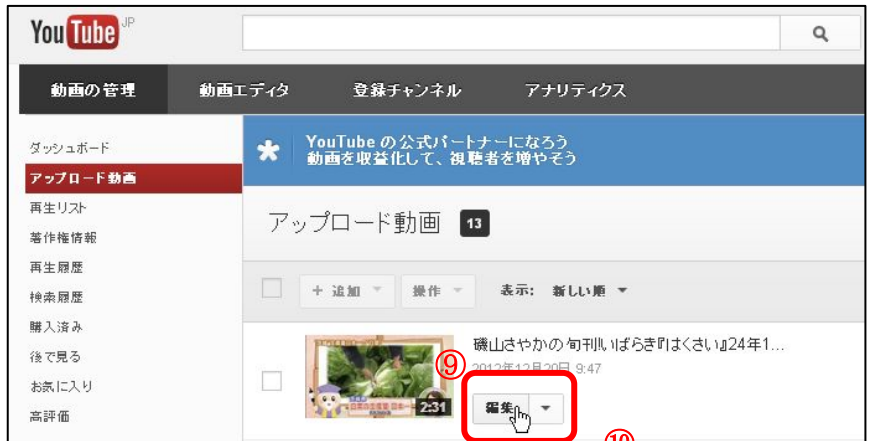 You Tube JP
動画の管理 動画エディタ 登録チャンネル アナリティクス
ダッシュボード
アップロード動画
再生リスト
著作権情報
再生履歴
検索履歴
購入済み
後で見る
お気に入り
高評価
YouTube の公式パートナーになろう
動画を収益化して、視聴者を増やそう
アップロード動画 13
+ 追加 操作 表示: 新しい順
磯山さやかの旬刊!いばらき『はくさい』24年1...
⑨ 2012年12月20日 9:47
2:31
編集
⑩